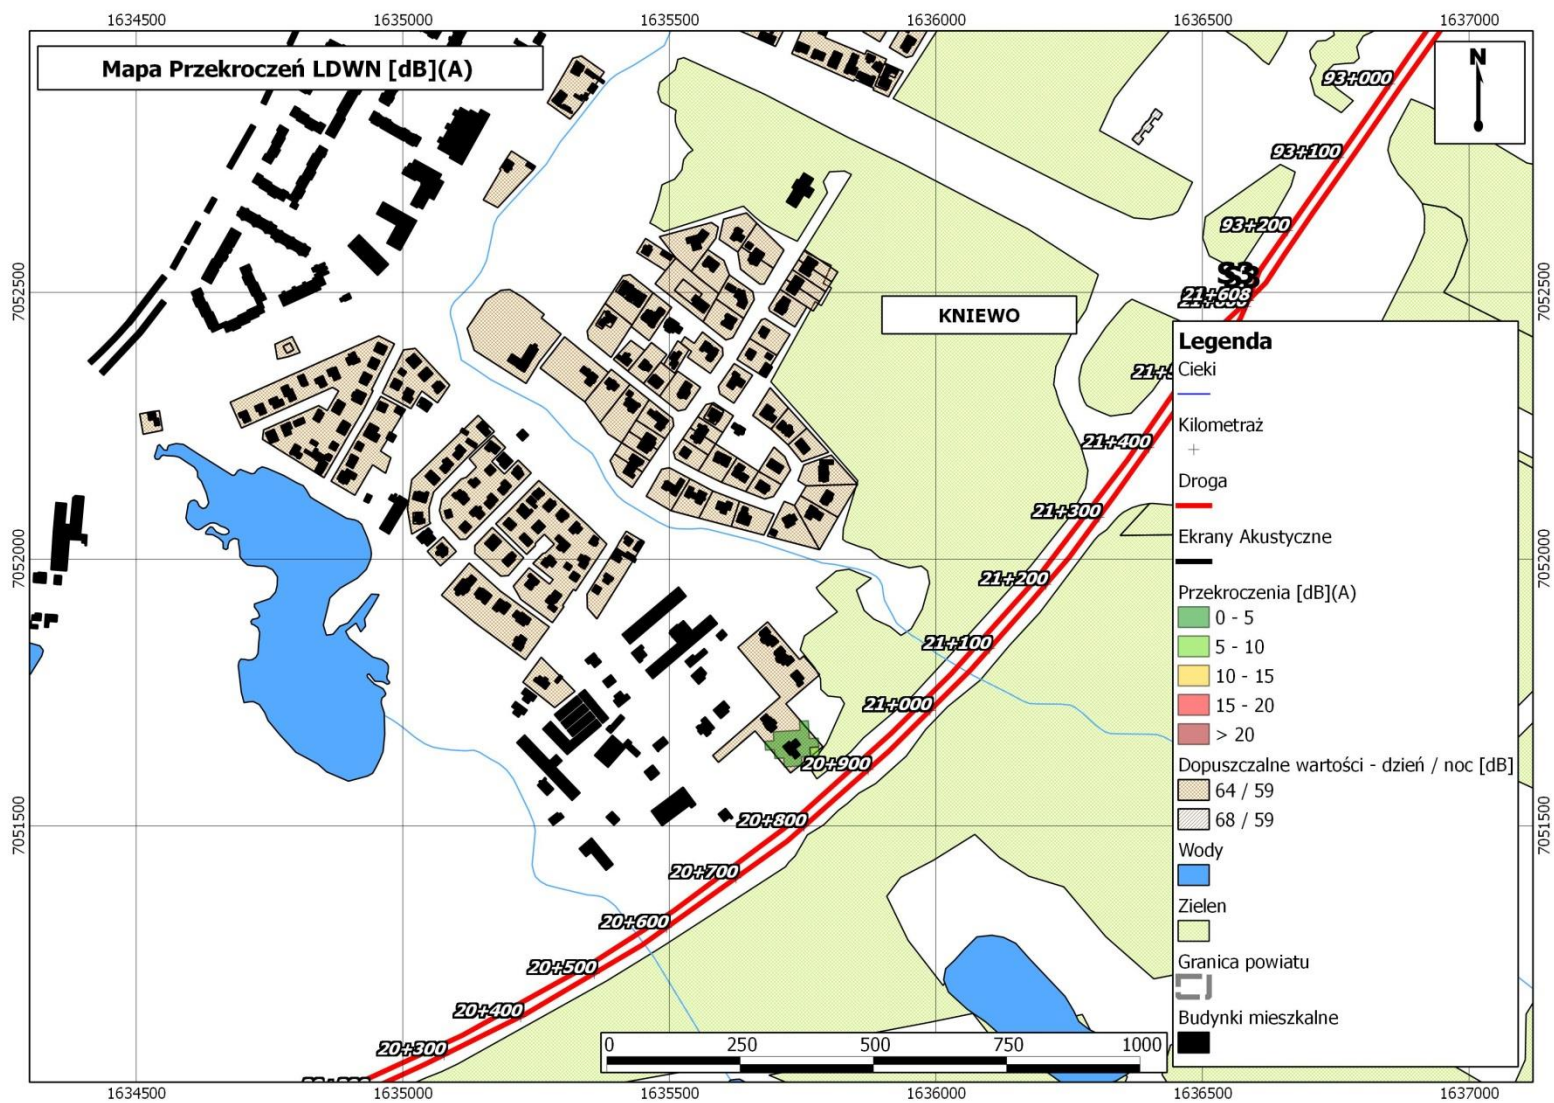 1634500 1635000 1635500 1636000 1636500 1637000
Mapa Przekroczeń LDWN [dB](A)
N
93+000
93+100
93+200
S3
7052500 7052500
21+608
KNIEWO
21+400
21+300
7052000 7052000
21+200
21+100
21+000
20+900
20+800
7051500 7051500
20+700
20+600
20+500
20+400
20+300
Legenda
Cieki
Kilometraż
Droga
Ekrany Akustyczne
Przekroczenia [dB](A)
0 - 5
5 - 10
10 - 15
15 - 20
> 20
Dopuszczalne wartości - dzień / noc [dB]
64 / 59
68 / 59
Wody
Zielen
Granica powiatu
Budynki mieszkalne
0 250 500 750 1000
1634500 1635000 1635500 1636000 1636500 1637000